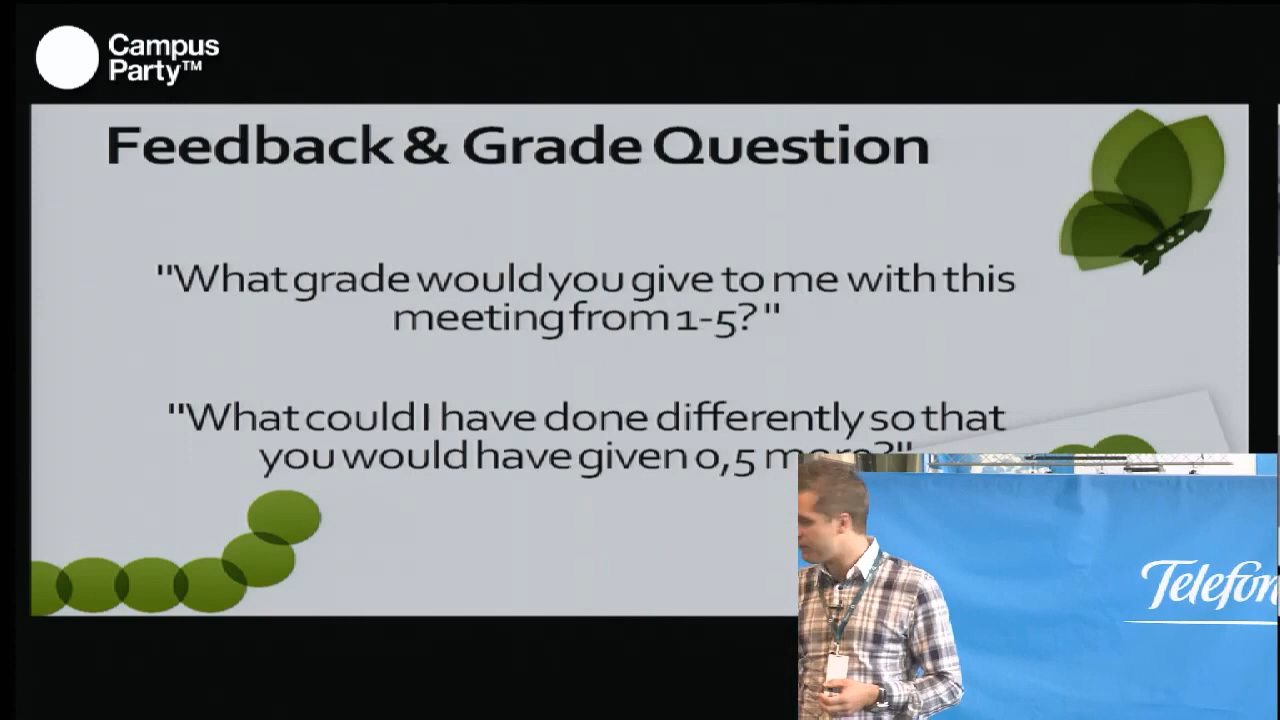 Campus
Party™
Feedback & Grade Question
"What grade would you give to me with this
meeting from 1-5? "
"What could I have done differently so that
you would have given 0,5 more?"